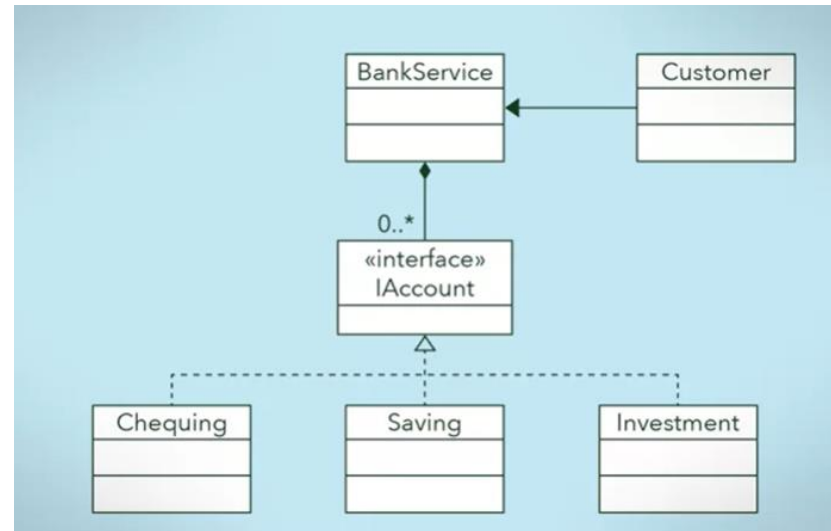 BankService
Customer
0..*
«interface»
IAccount
Chequing
Saving
Investment